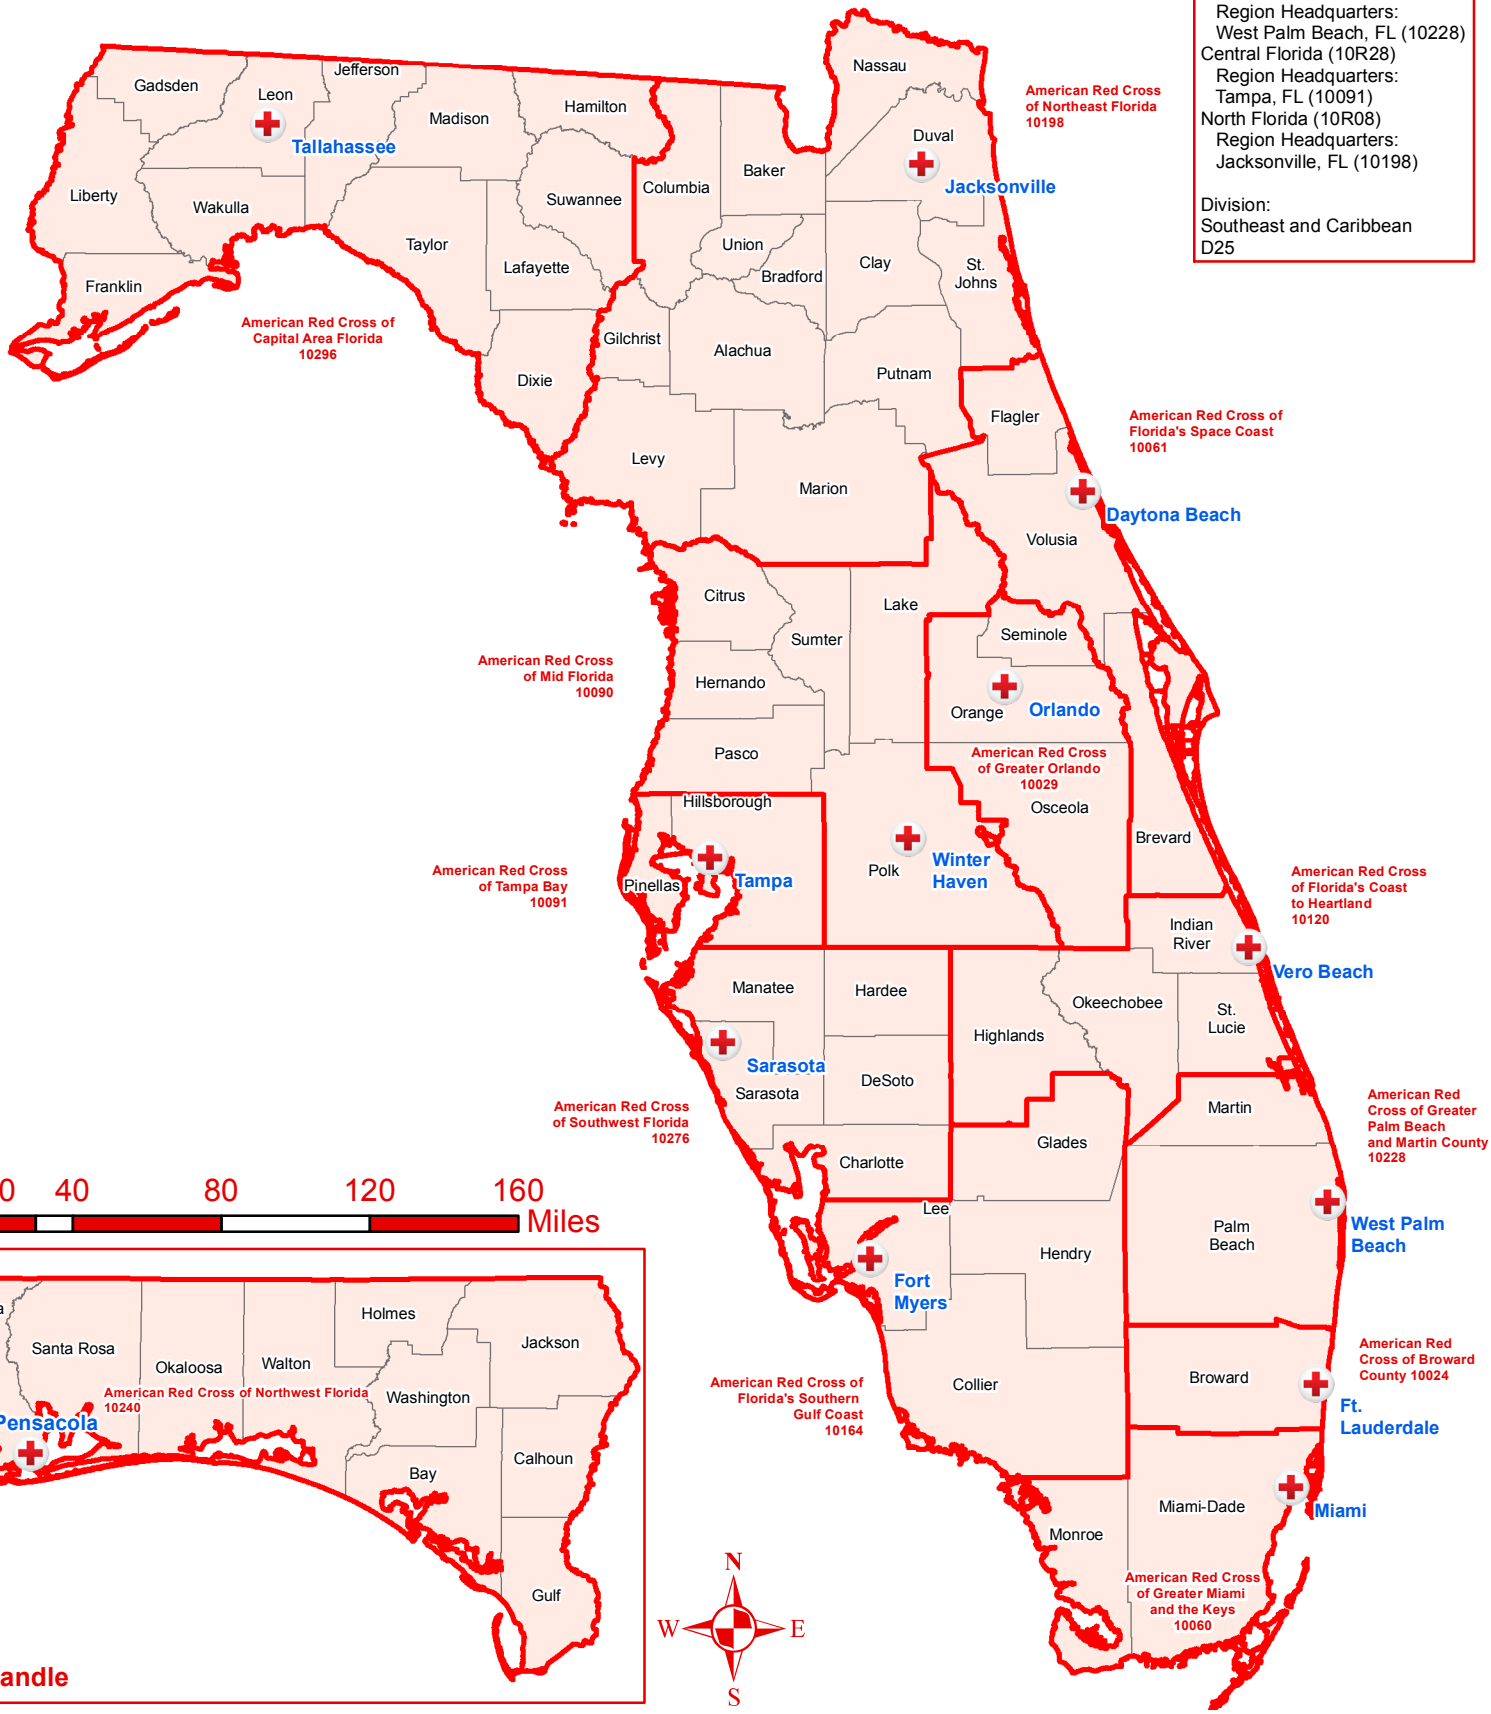 Region Headquarters:
West Palm Beach, FL (10228)
Central Florida (10R28)
Region Headquarters:
Tampa, FL (10091)
North Florida (10R08)
Region Headquarters:
Jacksonville, FL (10198)
Division:
Southeast and Caribbean
D25
Nassau
American Red Cross
of Northeast Florida
10198
Gadsden
Jefferson
Leon
Hamilton
Madison
Tallahassee
Duval
Jacksonville
Baker
Columbia
Liberty
Wakulla
Suwannee
Taylor
Union
Lafayette
Bradford
Clay
St.
Johns
Franklin
American Red Cross of
Capital Area Florida
10296
Gilchrist
Alachua
Putnam
Dixie
Flagler
American Red Cross of
Florida's Space Coast
10061
Levy
Marion
Daytona Beach
Volusia
Citrus
Lake
Sumter
Seminole
American Red Cross
of Mid Florida
10090
Hernando
Orange
Orlando
Pasco
American Red Cross
of Greater Orlando
10029
Osceola
Hillsborough
Brevard
Polk
Winter
Haven
American Red Cross
of Tampa Bay
10091
Pinellas
Tampa
American Red Cross
of Florida's Coast
to Heartland
10120
Indian
River
Vero Beach
Manatee
Hardee
Okeechobee
St.
Lucie
Highlands
Sarasota
DeSoto
Sarasota
American Red Cross
of Southwest Florida
10276
Martin
American Red
Cross of Greater
Palm Beach
and Martin County
10228
Glades
Charlotte
0 40 80 120 160
Miles
Lee
Palm
Beach
West Palm
Beach
Hendry
Fort
Myers
Holmes
Santa Rosa
Okaloosa
Walton
Jackson
American Red Cross of Northwest Florida
10240
Washington
Pensacola
Calhoun
Bay
Gulf
American Red Cross of
Florida's Southern
Gulf Coast
10164
Collier
Broward
American Red
Cross of Broward
County 10024
Ft.
Lauderdale
Miami-Dade
Miami
Monroe
American Red Cross
of Greater Miami
and the Keys
10060
N
W E
S
andle